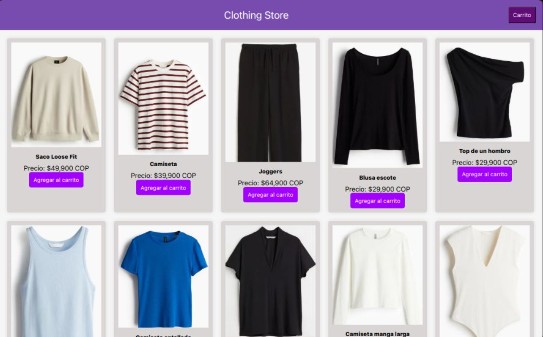 Clothing Store
Carrito
Saco Loose Fit
Precio: $49,900 COP
Agregar al carrito
Camiseta
Precio: $39,900 COP
Agregar al carrito
Joggers
Precio: $64,900 COP
Agregar al carrito
Blusa escote
Precio: $29,900 COP
Agregar al carrito
Top de un hombro
Precio: $29,900 COP
Agregar al carrito
Camiseta entallada
Camiseta manga larga